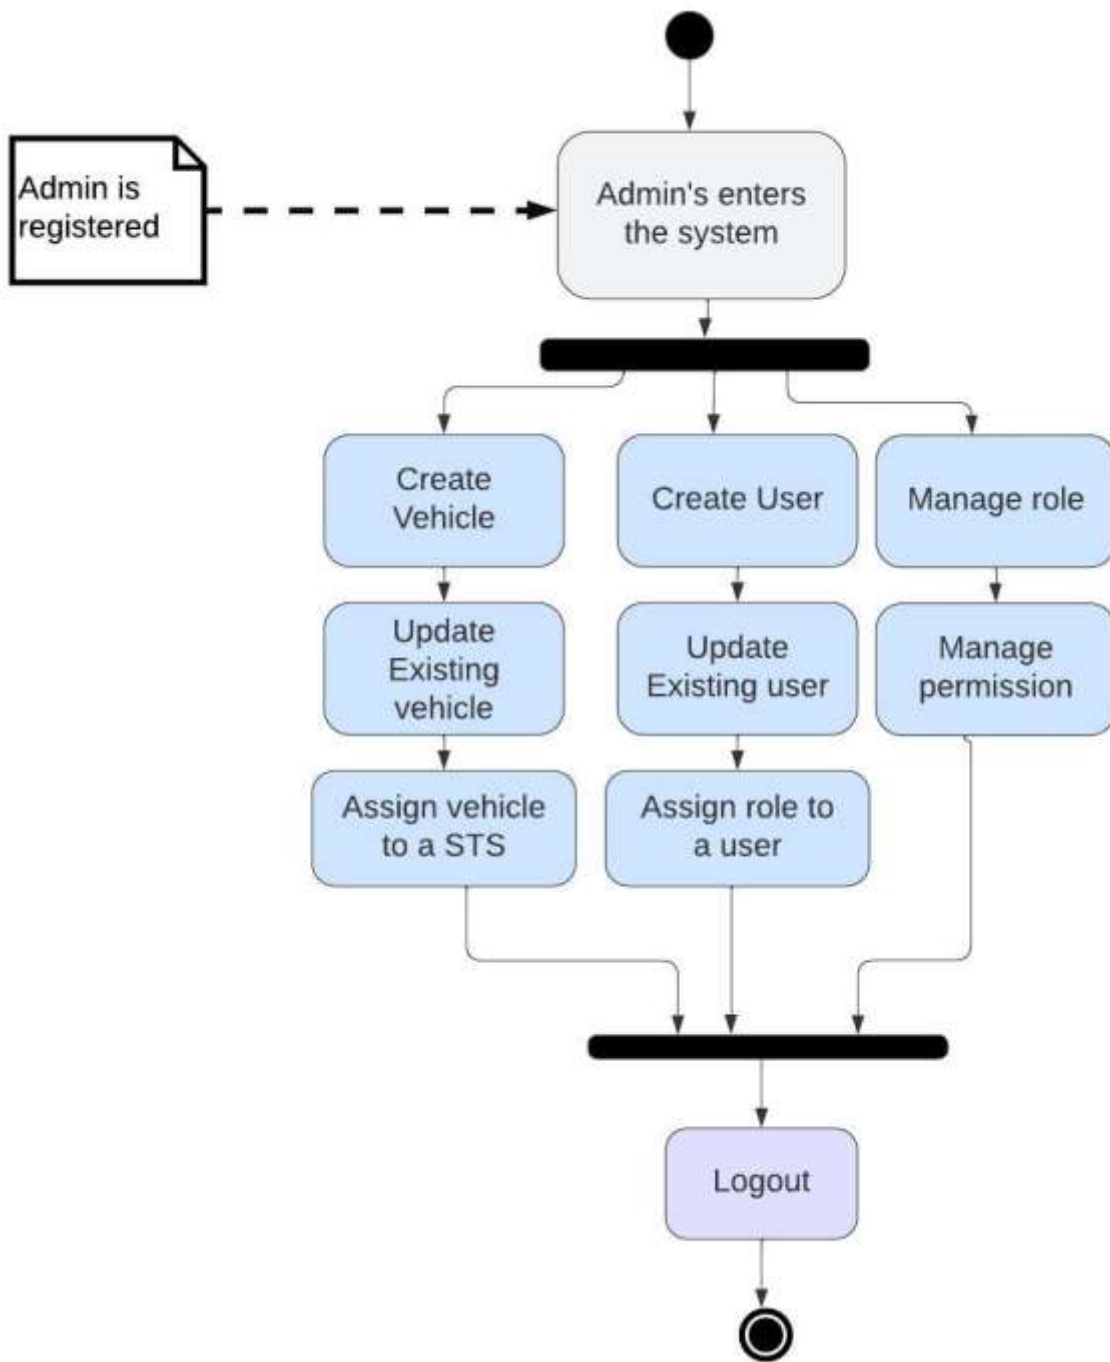 Admin is
registered
Admin's enters
the system
Create
Vehicle
Create User
Manage role
Update
Existing
vehicle
Update
Existing user
Manage
permission
Assign vehicle
to a STS
Assign role to
a user
Logout